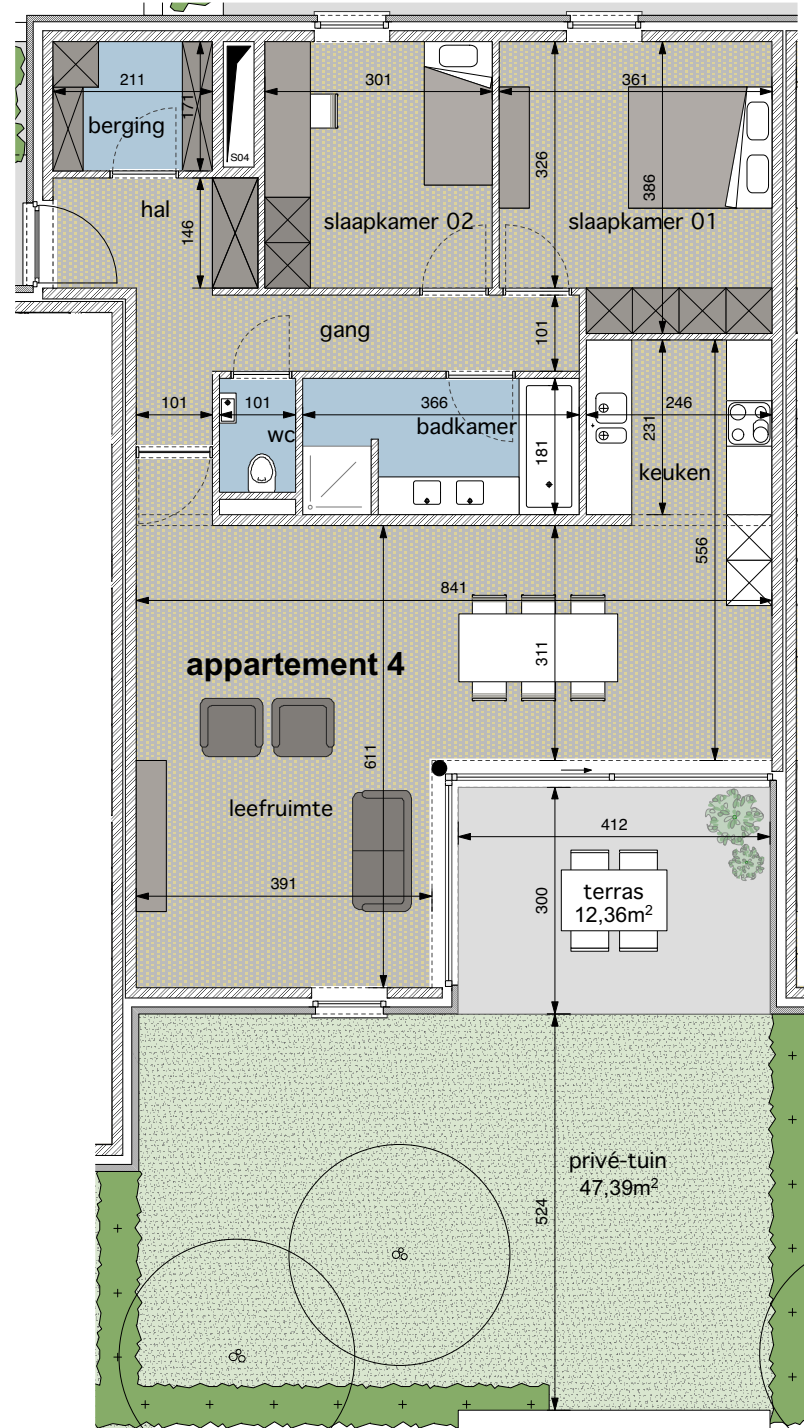 211
171
berging
S04
301
361
326
386
hal
146
slaapkamer 02
slaapkamer 01
gang
101
101
101
wc
366
badkamer
181
231
246
keuken
556
841
311
appartement 4
611
leefruimte
391
412
300
terras
12,36m²
privé-tuin
47,39m²
524